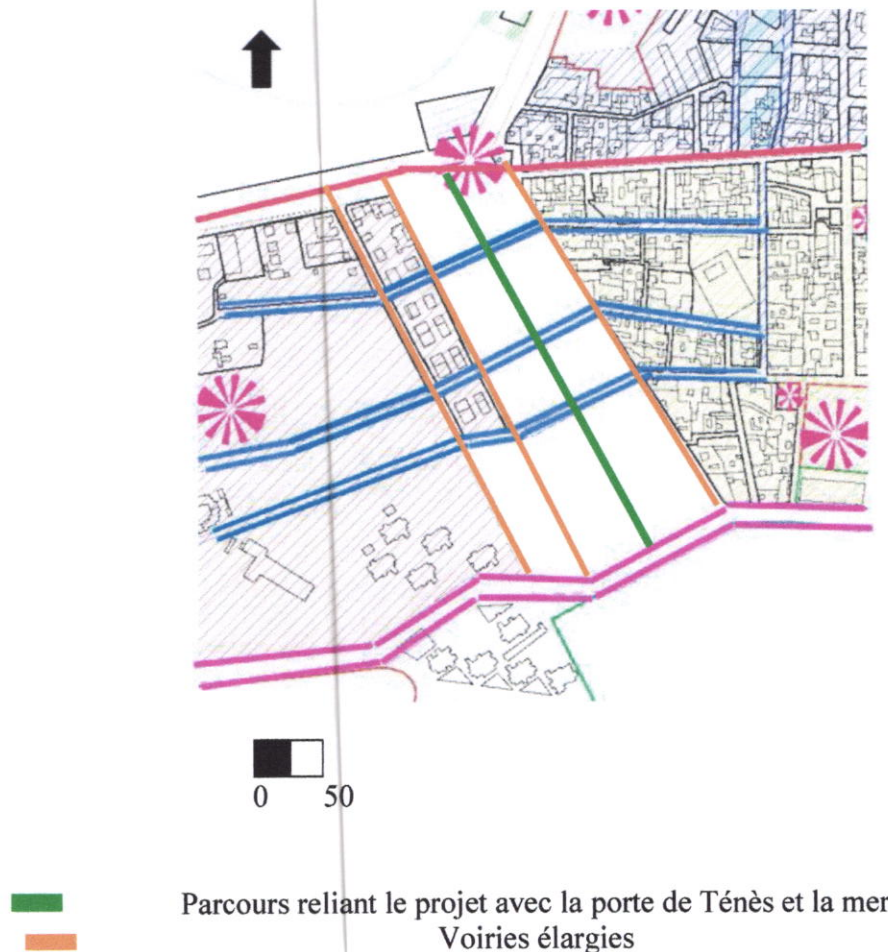 0 50
Parcours reliant le projet avec la porte de Ténès et la mer
Voiries élargies